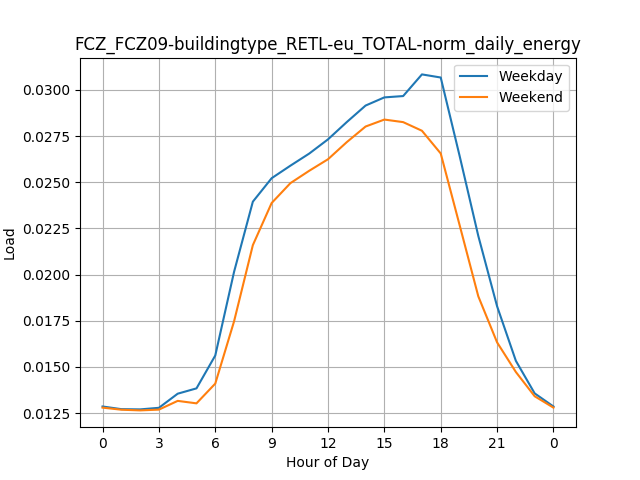 FCZ_FCZ09-buildingtype_RETL-eu_TOTAL-norm_daily_energy
Weekday
Weekend
0.0300
0.0275
0.0250
0.0225
0.0200
0.0175
0.0150
0.0125
Load
0 3 6 9 12 15 18 21 0
Hour of Day